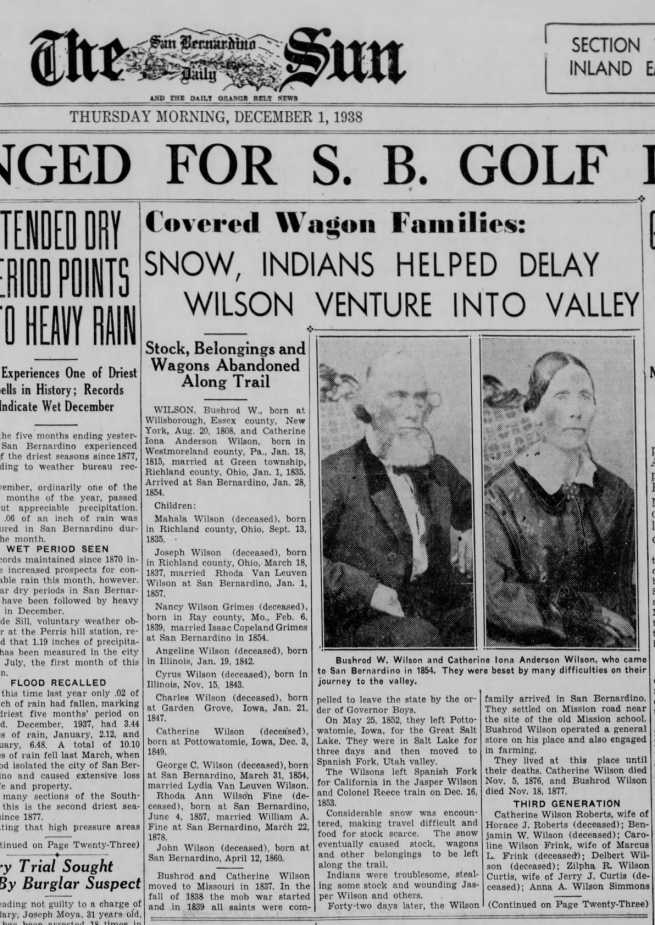 The San Bernardino Daily Sun
AND THE DAILY ORANGE BELT NEWS
SECTION
INLAND E
THURSDAY MORNING, DECEMBER 1, 1938
NGED FOR S. B. GOLF
TENDED DRY
ERIOD POINTS
O HEAVY RAIN
Experiences One of Driest
ells in History; Records
Indicate Wet December
he five months ending yester-
San Bernardino experienced
f the driest seasons since 1877,
ding to weather bureau rec-
vember, ordinarily one of the
months of the year, passed
ut appreciable precipitation.
.06 of an inch of rain was
ured in San Bernardino dur-
he month.
WET PERIOD SEEN
cords maintained since 1870 in-
e increased prospects for con-
able rain this month, however.
ar dry periods in San Bernar-
have been followed by heavy
in December.
de Sill, voluntary weather ob-
r at the Perris hill station, re-
d that 1.19 inches of precipita-
has been measured in the city
July, the first month of this
n.
FLOOD RECALLED
this time last year only .02 of
ch of rain had fallen, marking
driest five months' period on
d. December, 1937, had 3.44
s of rain, January, 2.12, and
uary, 6.48. A total of 10.10
s of rain fell last March, when
od isolated the city of San Ber-
ino and caused extensive loss
fe and property.
many sections of the South-
this is the second driest sea-
since 1877.
ating that high pressure areas
tinued on Page Twenty-Three)
ry Trial Sought
By Burglar Suspect
eading not guilty to a charge of
lary, Joseph Moya, 31 years old,
has been arrested 18 times in
Covered Wagon Families:
SNOW, INDIANS HELPED DELAY
WILSON VENTURE INTO VALLEY
Stock, Belongings and
Wagons Abandoned
Along Trail
WILSON, Bushrod W., born at
Willsborough, Essex county, New
York, Aug. 20, 1808, and Catherine
Iona Anderson Wilson, born in
Westmoreland county, Pa., Jan. 18,
1815, married at Green township,
Richland county, Ohio, Jan. 1, 1835.
Arrived at San Bernardino, Jan. 28,
1854.
Children:
Mahala Wilson (deceased), born
in Richland county, Ohio, Sept. 13,
1835.
Joseph Wilson (deceased), born
in Richland county, Ohio, March 18,
1837, married Rhoda Van Leuven
Wilson at San Bernardino, Jan. 1,
1857.
Nancy Wilson Grimes (deceased),
born in Ray county, Mo., Feb. 6,
1839, married Isaac Copeland Grimes
at San Bernardino in 1854.
Angeline Wilson (deceased), born
in Illinois, Jan. 19, 1842.
Cyrus Wilson (deceased), born in
Illinois, Nov. 15, 1843.
Charles Wilson (deceased), born
at Garden Grove, Iowa, Jan. 21,
1847.
Catherine Wilson (deceased),
born at Pottowatomie, Iowa, Dec. 3,
1849.
George C. Wilson (deceased), born
at San Bernardino, March 31, 1854,
married Lydia Van Leuven Wilson.
Rhoda Ann Wilson Fine (de-
ceased), born at San Bernardino,
June 4, 1857, married William A.
Fine at San Bernardino, March 22,
1878.
John Wilson (deceased), born at
San Bernardino, April 12, 1860.
Bushrod and Catherine Wilson
moved to Missouri in 1837. In the
fall of 1838 the mob war started
and in 1839 all saints were com-
Bushrod W. Wilson and Catherine Iona Anderson Wilson, who came
to San Bernardino in 1854. They were beset by many difficulties on their
journey to the valley.
pelled to leave the state by the or-
der of Governor Boys.
On May 25, 1852, they left Potto-
watomie, Iowa, for the Great Salt
Lake. They were in Salt Lake for
three days and then moved to
Spanish Fork, Utah valley.
The Wilsons left Spanish Fork
for California in the Jasper Wilson
and Colonel Reece train on Dec. 16,
1853.
Considerable snow was encoun-
tered, making travel difficult and
food for stock scarce. The snow
eventually caused stock, wagons
and other belongings to be left
along the trail.
Indians were troublesome, steal-
ing some stock and wounding Jas-
per Wilson and others.
Forty-two days later, the Wilson
family arrived in San Bernardino.
They settled on Mission road near
the site of the old Mission school.
Bushrod Wilson operated a general
store on his place and also engaged
in farming.
They lived at this place until
their deaths, Catherine Wilson died
Nov. 5, 1876, and Bushrod Wilson
died Nov. 18, 1877.
THIRD GENERATION
Catherine Wilson Roberts, wife of
Horace J. Roberts (deceased); Ben-
jamin W. Wilson (deceased); Caro-
line Wilson Frink, wife of Marcus
L. Frink (deceased); Delbert Wil-
son (deceased); Zilpha R. Wilson
Curtis, wife of Jerry J. Curtis (de-
ceased); Anna A. Wilson Simmons
(Continued on Page Twenty-Three)